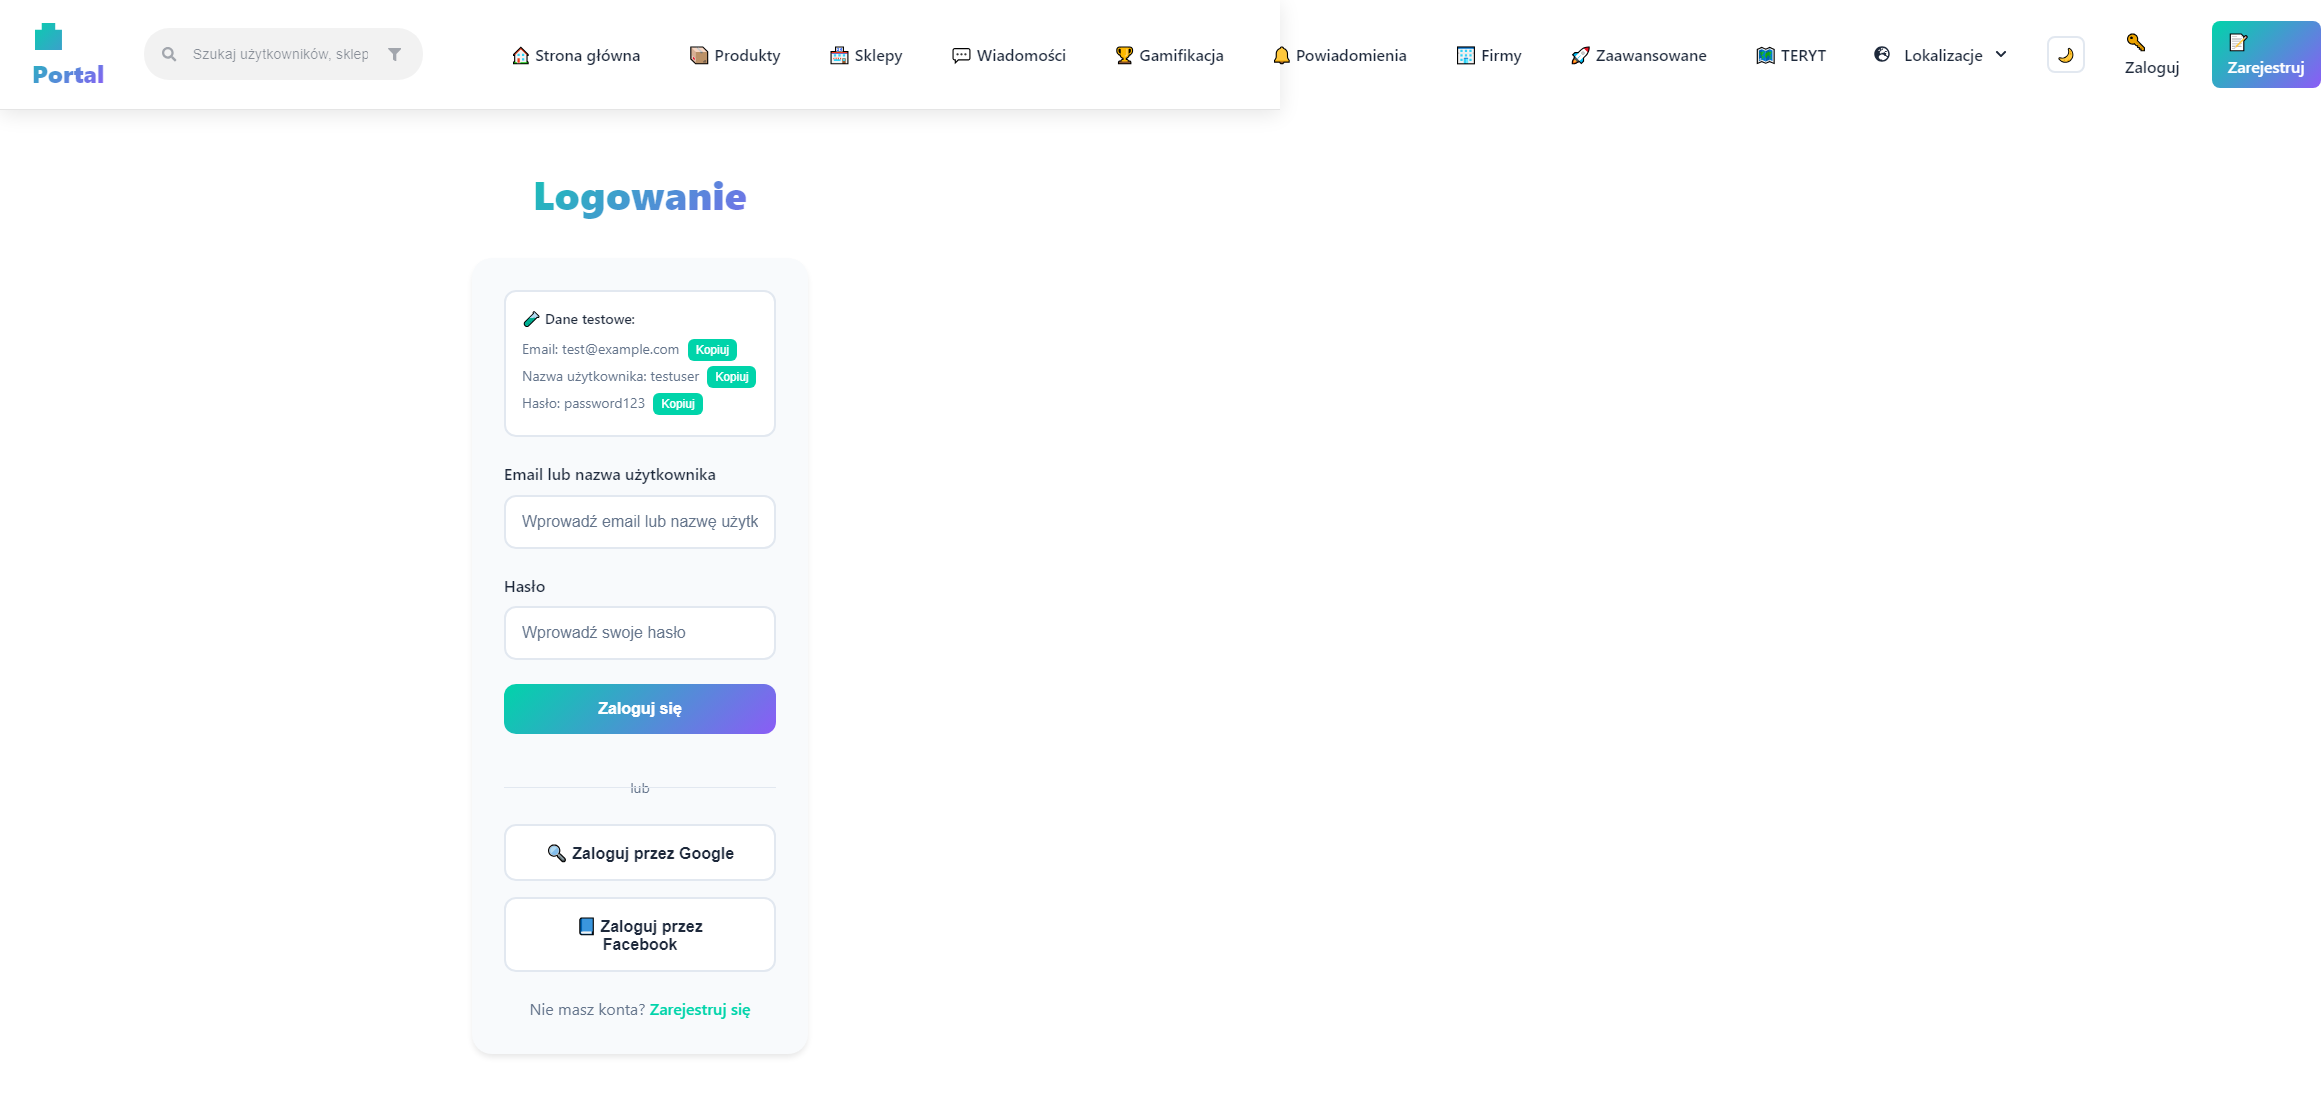 Portal
Szukaj użytkowników, sklep
Strona główna
Produkty
Sklepy
Wiadomości
Gamifikacja
Powiadomienia
Firmy
Zaawansowane
TERYT
Lokalizacje
Zaloguj
Zarejestruj
Logowanie
Dane testowe:
Email: test@example.com Kopiuj
Nazwa użytkownika: testuser Kopiuj
Hasło: password123 Kopiuj
Email lub nazwa użytkownika
Wprowadź email lub nazwę użytk
Hasło
Wprowadź swoje hasło
Zaloguj się
lub
Zaloguj przez Google
Zaloguj przez
Facebook
Nie masz konta? Zarejestruj się